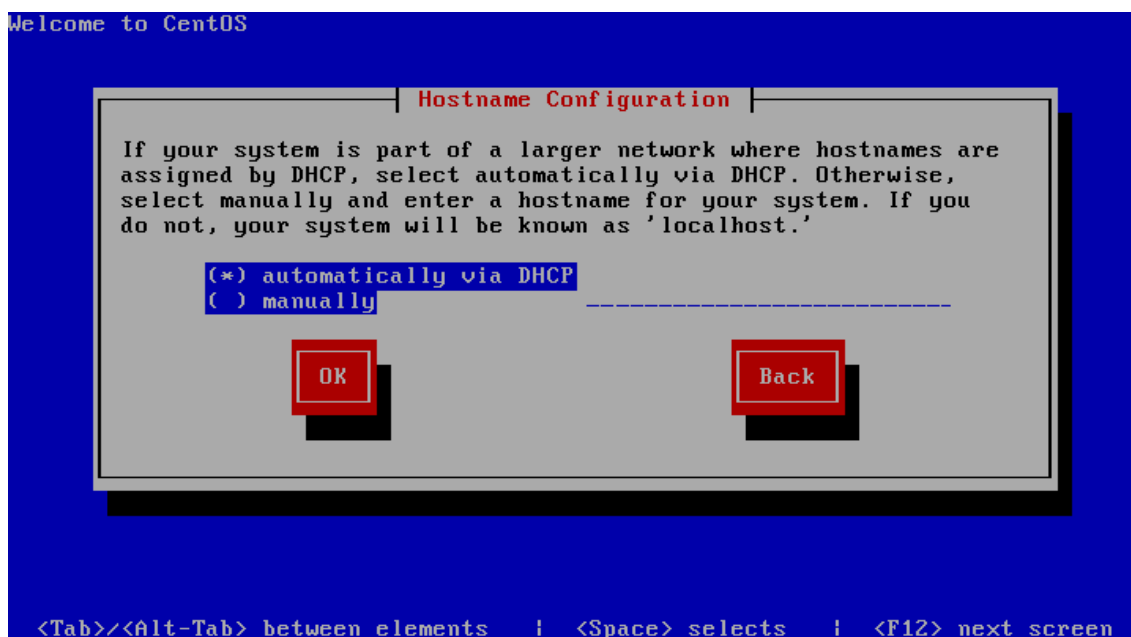 Welcome to CentOS
Hostname Configuration
If your system is part of a larger network where hostnames are
assigned by DHCP, select automatically via DHCP. Otherwise,
select manually and enter a hostname for your system. If you
do not, your system will be known as 'localhost.'
(*) automatically via DHCP
( ) manually __________________________
OK Back
<Tab>/<Alt-Tab> between elements | <Space> selects | <F12> next screen